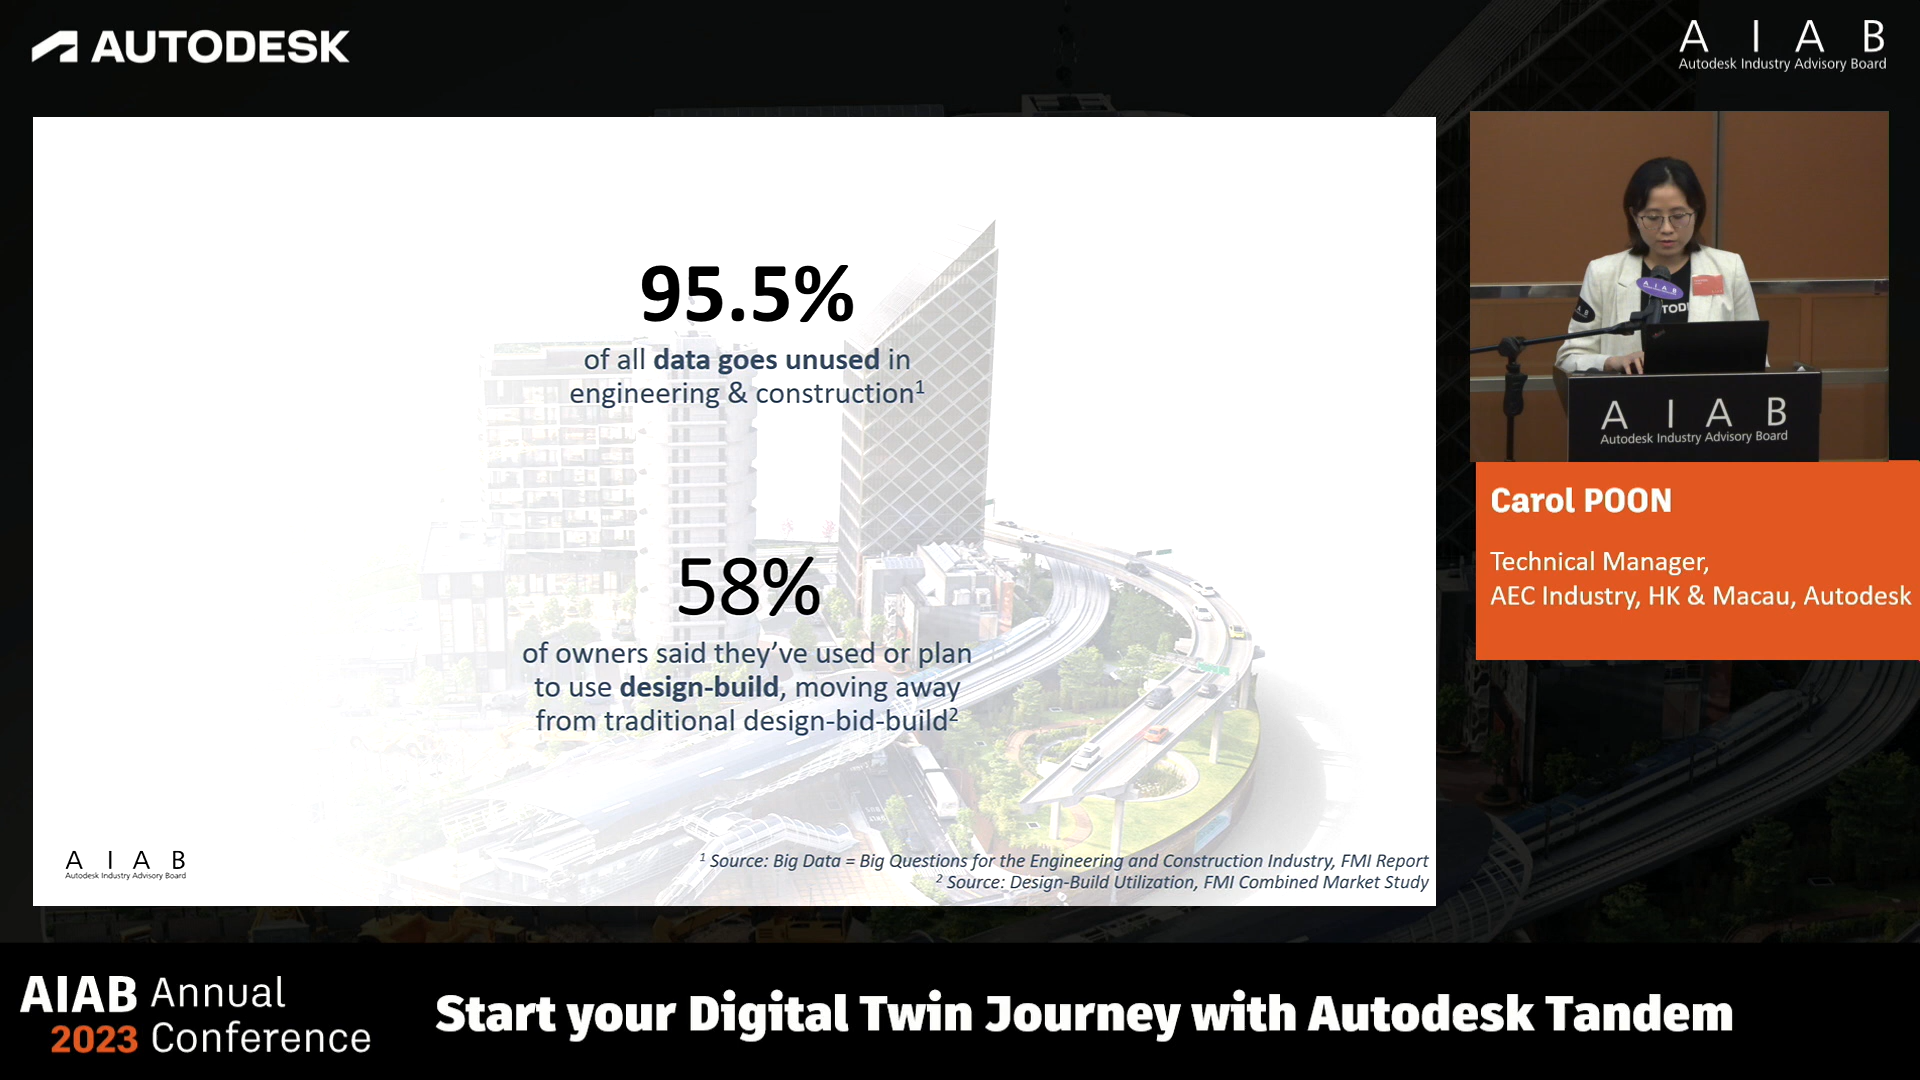 AUTODESK
A I A B
Autodesk Industry Advisory Board
95.5%
of all data goes unused in
engineering & construction¹
58%
of owners said they’ve used or plan
to use design-build, moving away
from traditional design-bid-build²
A I A B
Autodesk Industry Advisory Board
¹ Source: Big Data = Big Questions for the Engineering and Construction Industry, FMI Report
² Source: Design-Build Utilization, FMI Combined Market Study
A I A B
A I A B
Autodesk Industry Advisory Board
Carol POON
Technical Manager,
AEC Industry, HK & Macau, Autodesk
AIAB Annual
2023 Conference
Start your Digital Twin Journey with Autodesk Tandem